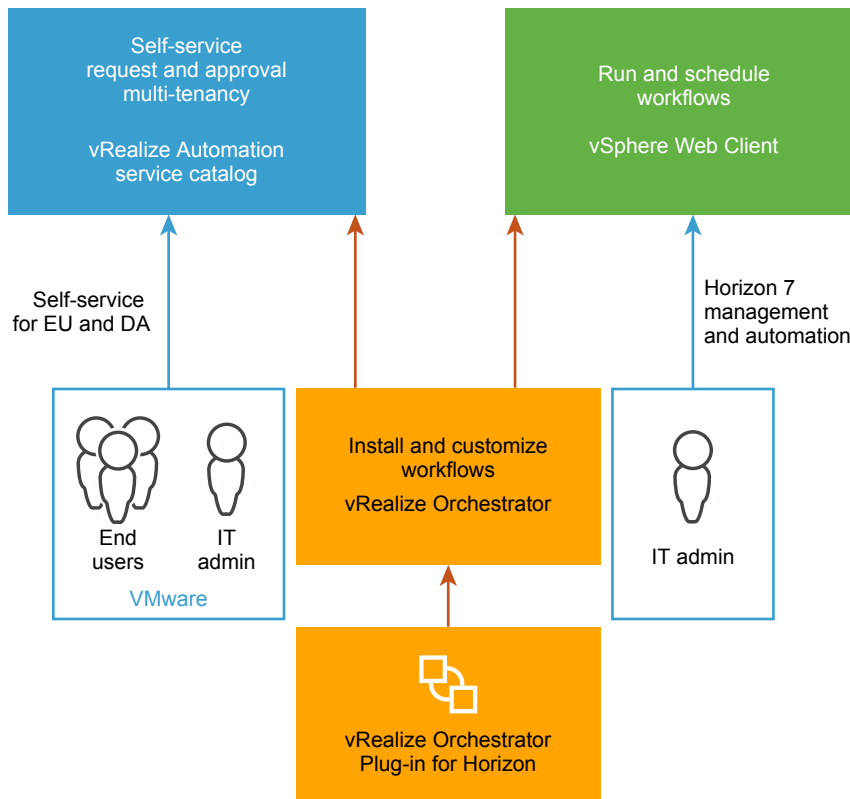 Self-service
request and approval
multi-tenancy
vRealize Automation
service catalog
Run and schedule
workflows
vSphere Web Client
Self-service
for EU and DA
Horizon 7
management
and automation
End
users
IT
admin
VMware
Install and customize
workflows
vRealize Orchestrator
IT admin
vRealize Orchestrator
Plug-in for Horizon